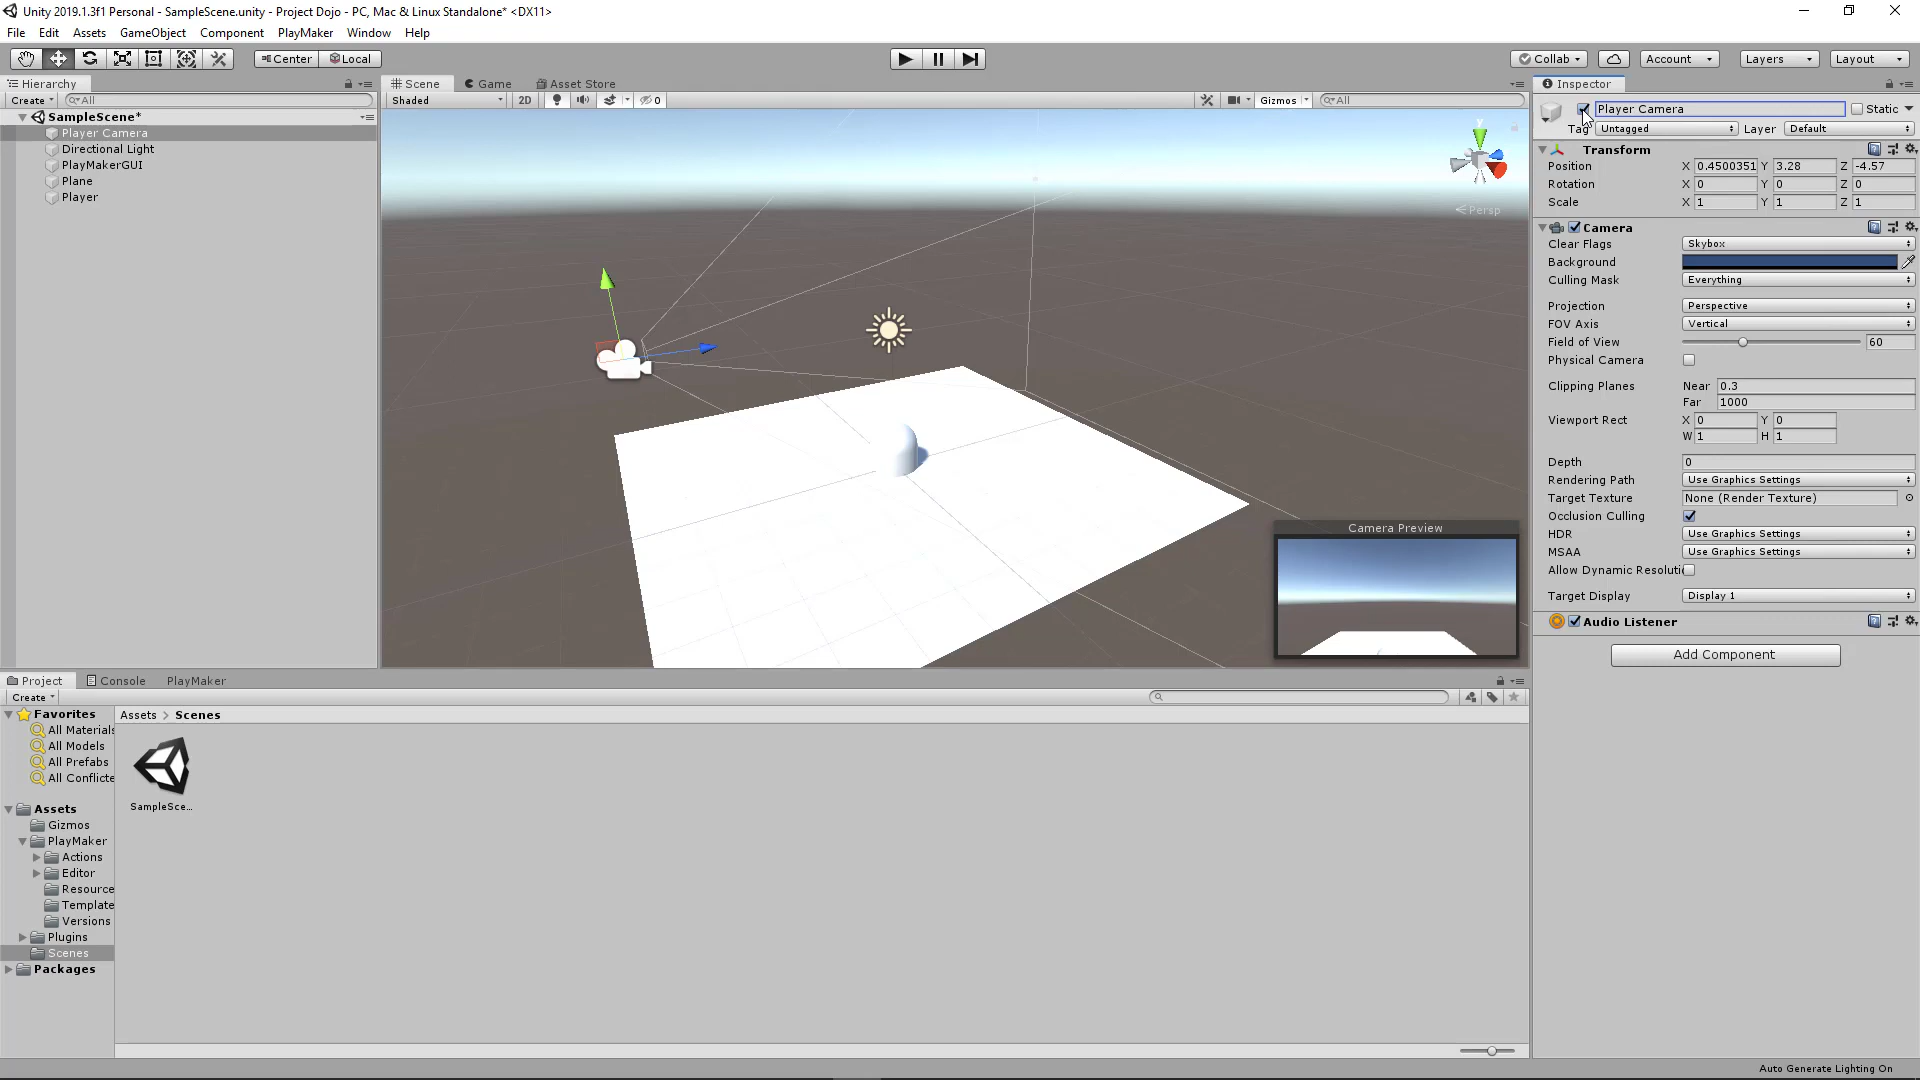 Unity 2019.1.3f1 Personal - SampleScene.unity - Project Dojo - PC, Mac & Linux Standalone* <DX11>
File Edit Assets GameObject Component PlayMaker Window Help
Center Local Collab Account Layers Layout
Hierarchy
Create All
SampleScene*
Player Camera
Directional Light
PlayMakerGUI
Plane
Player
Scene Game Asset Store
Shaded 2D 0 Gizmos All
y
Persp
Camera Preview
Inspector
Player Camera Static
Tag Untagged Layer Default
Transform
Position X 0.4500351 Y 3.28 Z -4.57
Rotation X 0 Y 0 Z 0
Scale X 1 Y 1 Z 1
Camera
Clear Flags Skybox
Background
Culling Mask Everything
Projection Perspective
FOV Axis Vertical
Field of View 60
Physical Camera
Clipping Planes Near 0.3
Far 1000
Viewport Rect X 0 Y 0
W 1 H 1
Depth 0
Rendering Path Use Graphics Settings
Target Texture None (Render Texture)
Occlusion Culling
HDR Use Graphics Settings
MSAA Use Graphics Settings
Allow Dynamic Resoluti
Target Display Display 1
Audio Listener
Add Component
Project Console PlayMaker
Create
Favorites
All Materials
All Models
All Prefabs
All Conflicte
Assets
Gizmos
PlayMaker
Actions
Editor
Resource
Template
Versions
Plugins
Scenes
Packages
Assets > Scenes
SampleSce...
Auto Generate Lighting On